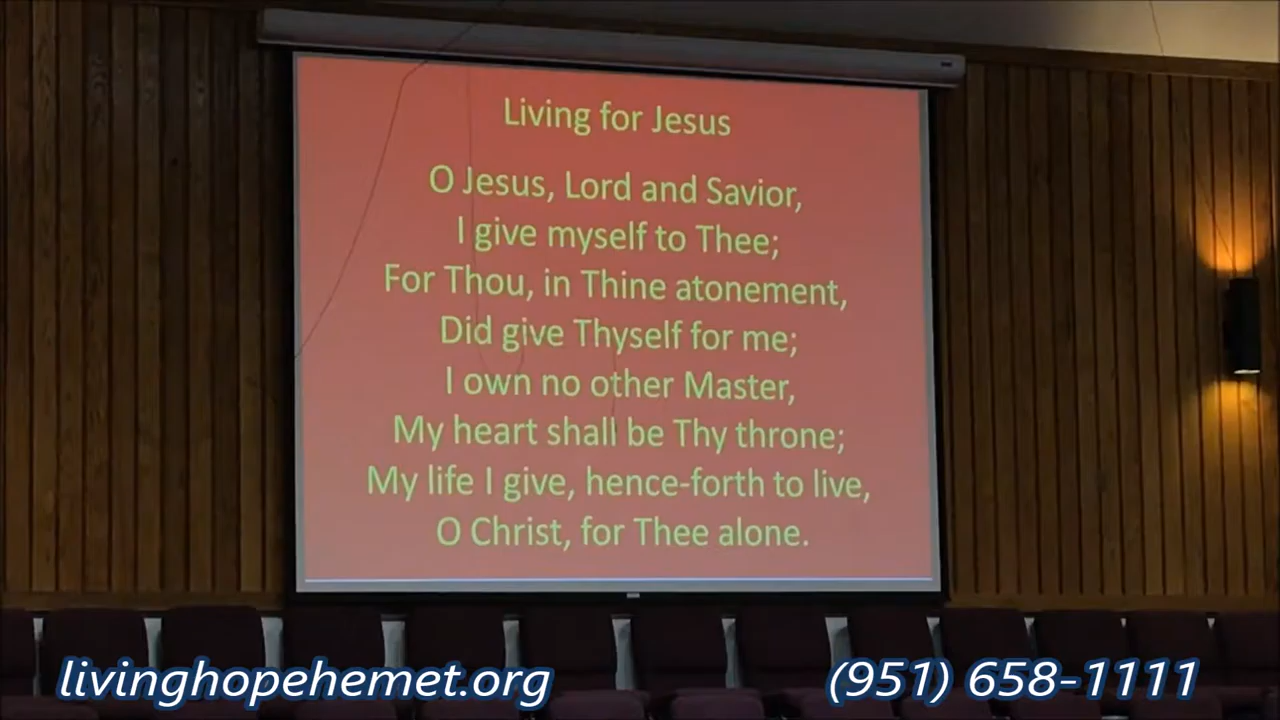 Living for Jesus
O Jesus, Lord and Savior,
I give myself to Thee;
For Thou, in Thine atonement,
Did give Thyself for me;
I own no other Master,
My heart shall be Thy throne;
My life I give, hence-forth to live,
O Christ, for Thee alone.
livinghopehemet.org
(951) 658-1111